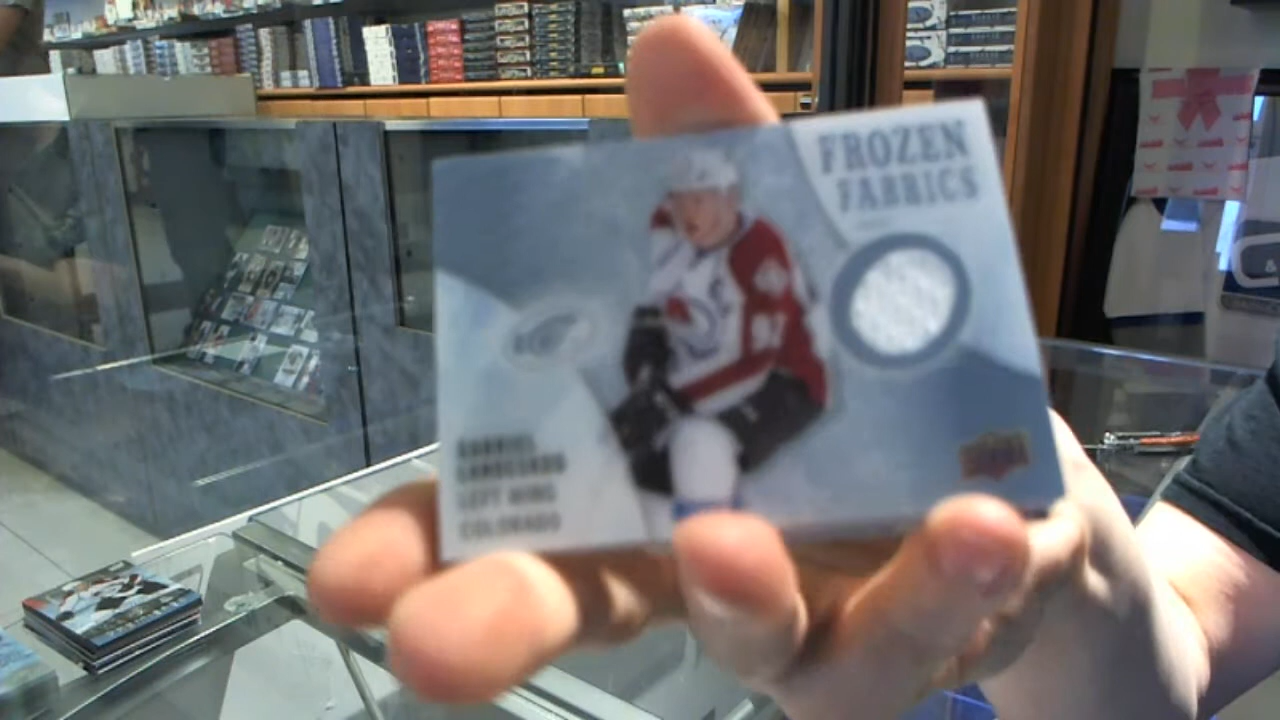 FROZEN
FABRICS
GABRIEL
LANDESKOG
LEFT WING
COLORADO